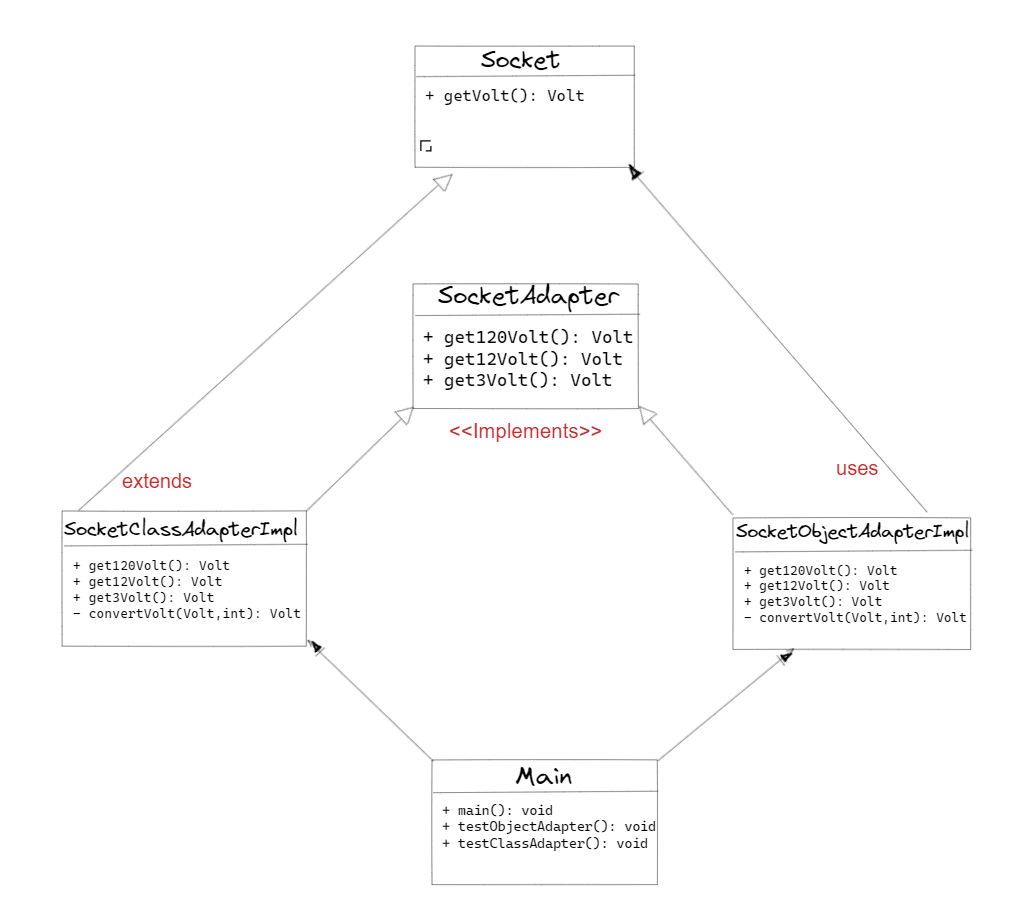 Socket
+ getVolt(): Volt
SocketAdapter
+ get120Volt(): Volt
+ get12Volt(): Volt
+ get3Volt(): Volt
<<Implements>>
extends
uses
SocketClassAdapterImpl
+ get120Volt(): Volt
+ get12Volt(): Volt
+ get3Volt(): Volt
- convertVolt(Volt,int): Volt
SocketObjectAdapterImpl
+ get120Volt(): Volt
+ get12Volt(): Volt
+ get3Volt(): Volt
- convertVolt(Volt,int): Volt
Main
+ main(): void
+ testObjectAdapter(): void
+ testClassAdapter(): void